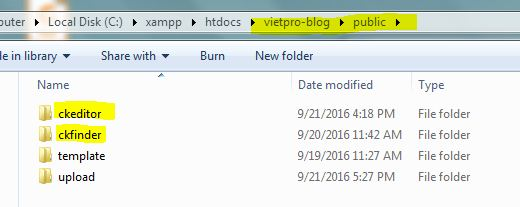 puter ▸ Local Disk (C:) ▸ xampp ▸ htdocs ▸ vietpro-blog ▸ public ▸
de in library ▾ Share with ▾ Burn New folder
Name Date modified Type
ckeditor 9/21/2016 4:18 PM File folder
ckfinder 9/20/2016 11:42 AM File folder
template 9/19/2016 11:27 AM File folder
upload 9/21/2016 5:27 PM File folder